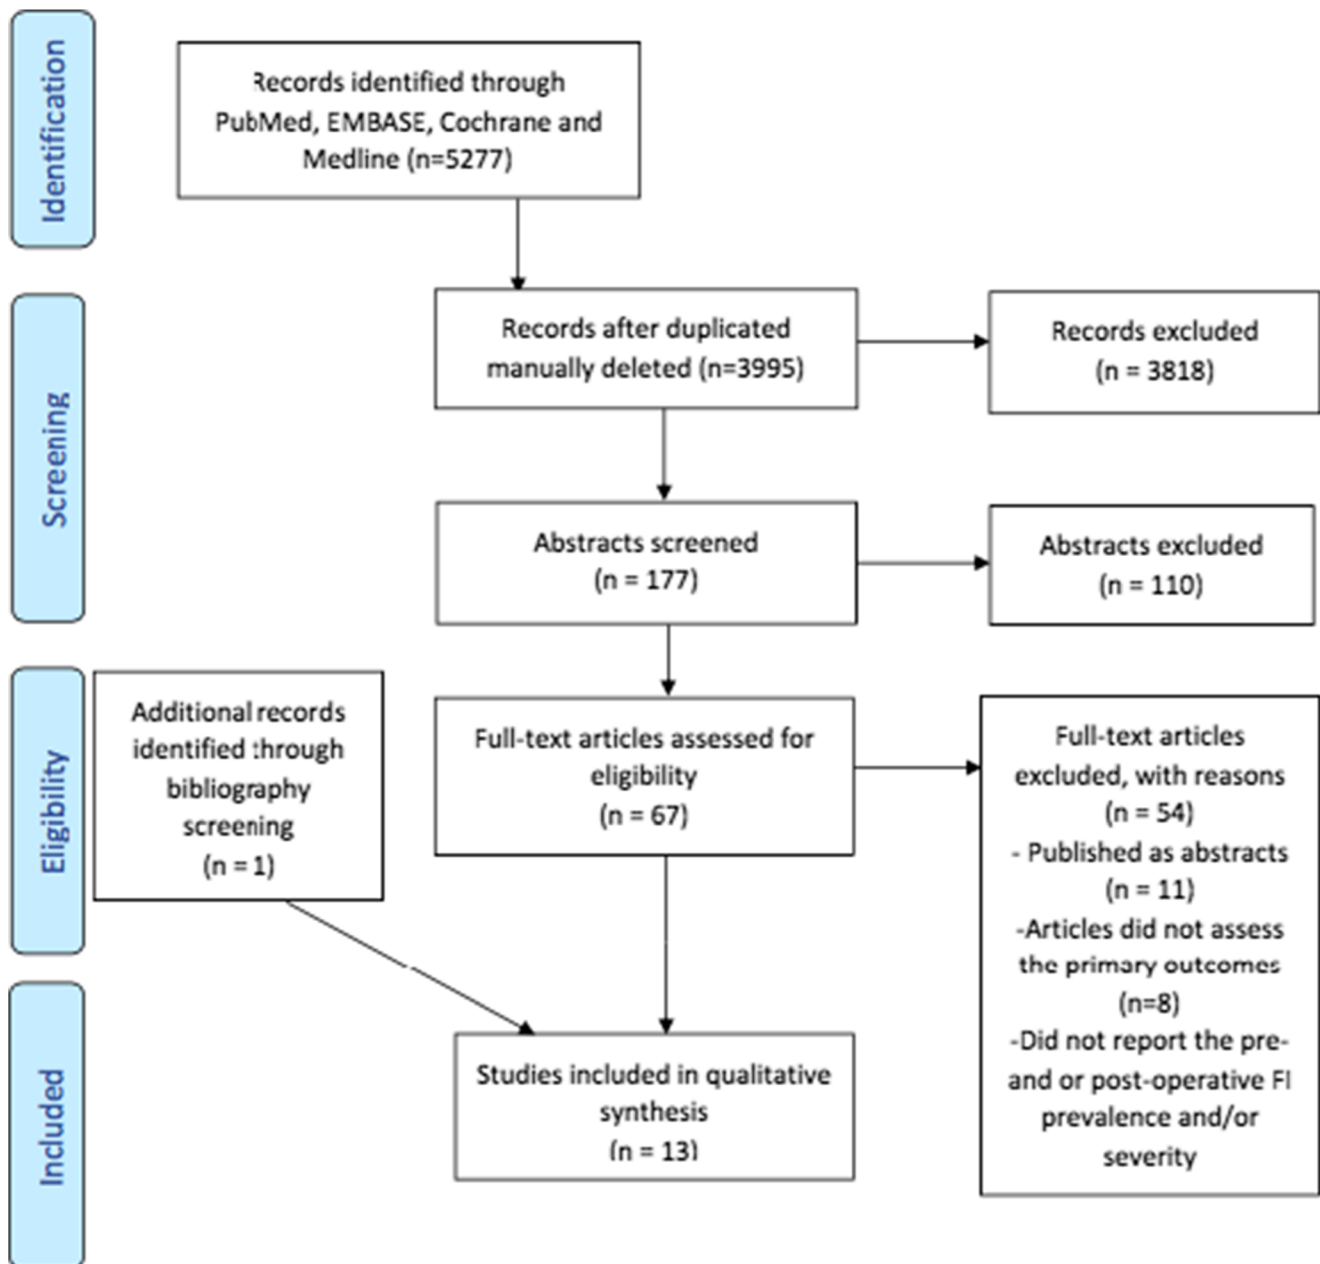 Identification
Records identified through
PubMed, EMBASE, Cochrane and
Medline (n=5277)
Screening
Records after duplicated
manually deleted (n=3995)
Records excluded
(n = 3818)
Abstracts screened
(n = 177)
Abstracts excluded
(n = 110)
Eligibility
Additional records
identified through
bibliography
screening
(n = 1)
Full-text articles assessed for
eligibility
(n = 67)
Full-text articles
excluded, with reasons
(n = 54)
- Published as abstracts
(n = 11)
-Articles did not assess
the primary outcomes
(n=8)
-Did not report the pre-
and or post-operative FI
prevalence and/or
severity
Included
Studies included in qualitative
synthesis
(n = 13)